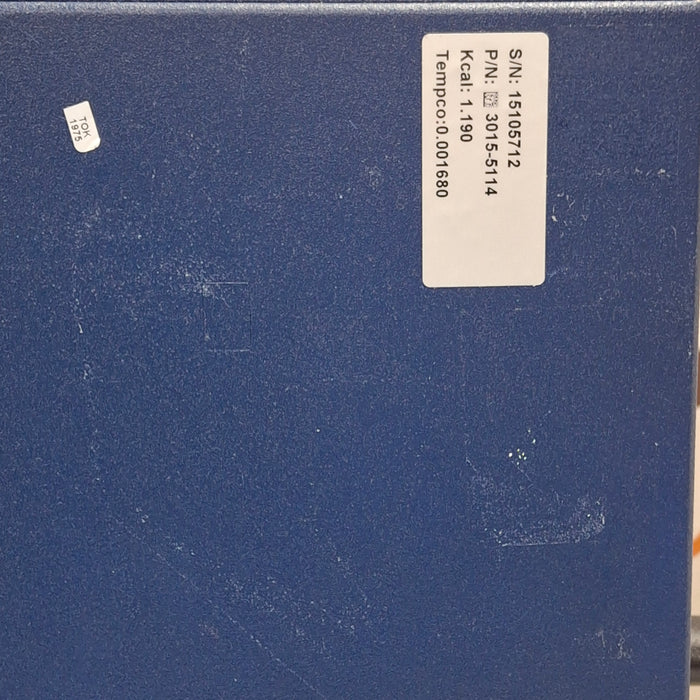 S/N: 15105712
P/N: 3015-5114
Kcal: 1.190
Tempco:0.001680
TOK
1975